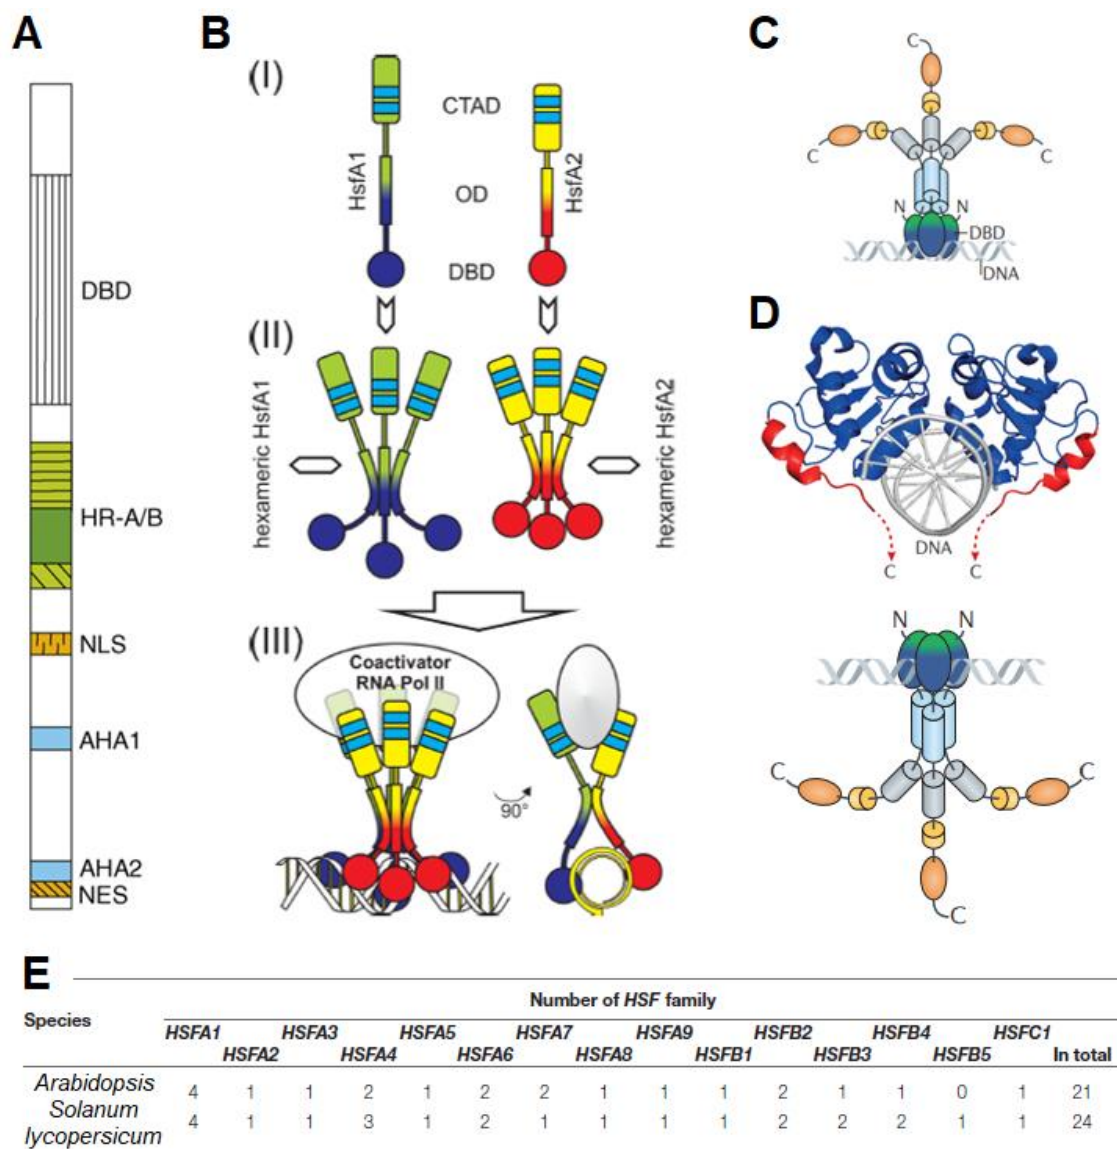 A
DBD
HR-A/B
NLS
AHA1
AHA2
NES
B
(I)
CTAD
HsfA1
OD
HsfA2
DBD
(II)
hexameric HsfA1
hexameric HsfA2
(III)
Coactivator
RNA Pol II
90°
C
C
C
C
N
N
DBD
DNA
D
DNA
C
C
N
N
C
C
C
E
Number of HSF family
Species
HSFA1 HSFA3 HSFA5 HSFA7 HSFA9 HSFB2 HSFB4 HSFC1
HSFA2 HSFA4 HSFA6 HSFA8 HSFB1 HSFB3 HSFB5 In total
Arabidopsis 4 1 1 2 1 2 2 1 1 1 2 1 1 0 1 21
Solanum
lycopersicum 4 1 1 3 1 2 1 1 1 1 2 2 2 1 1 24